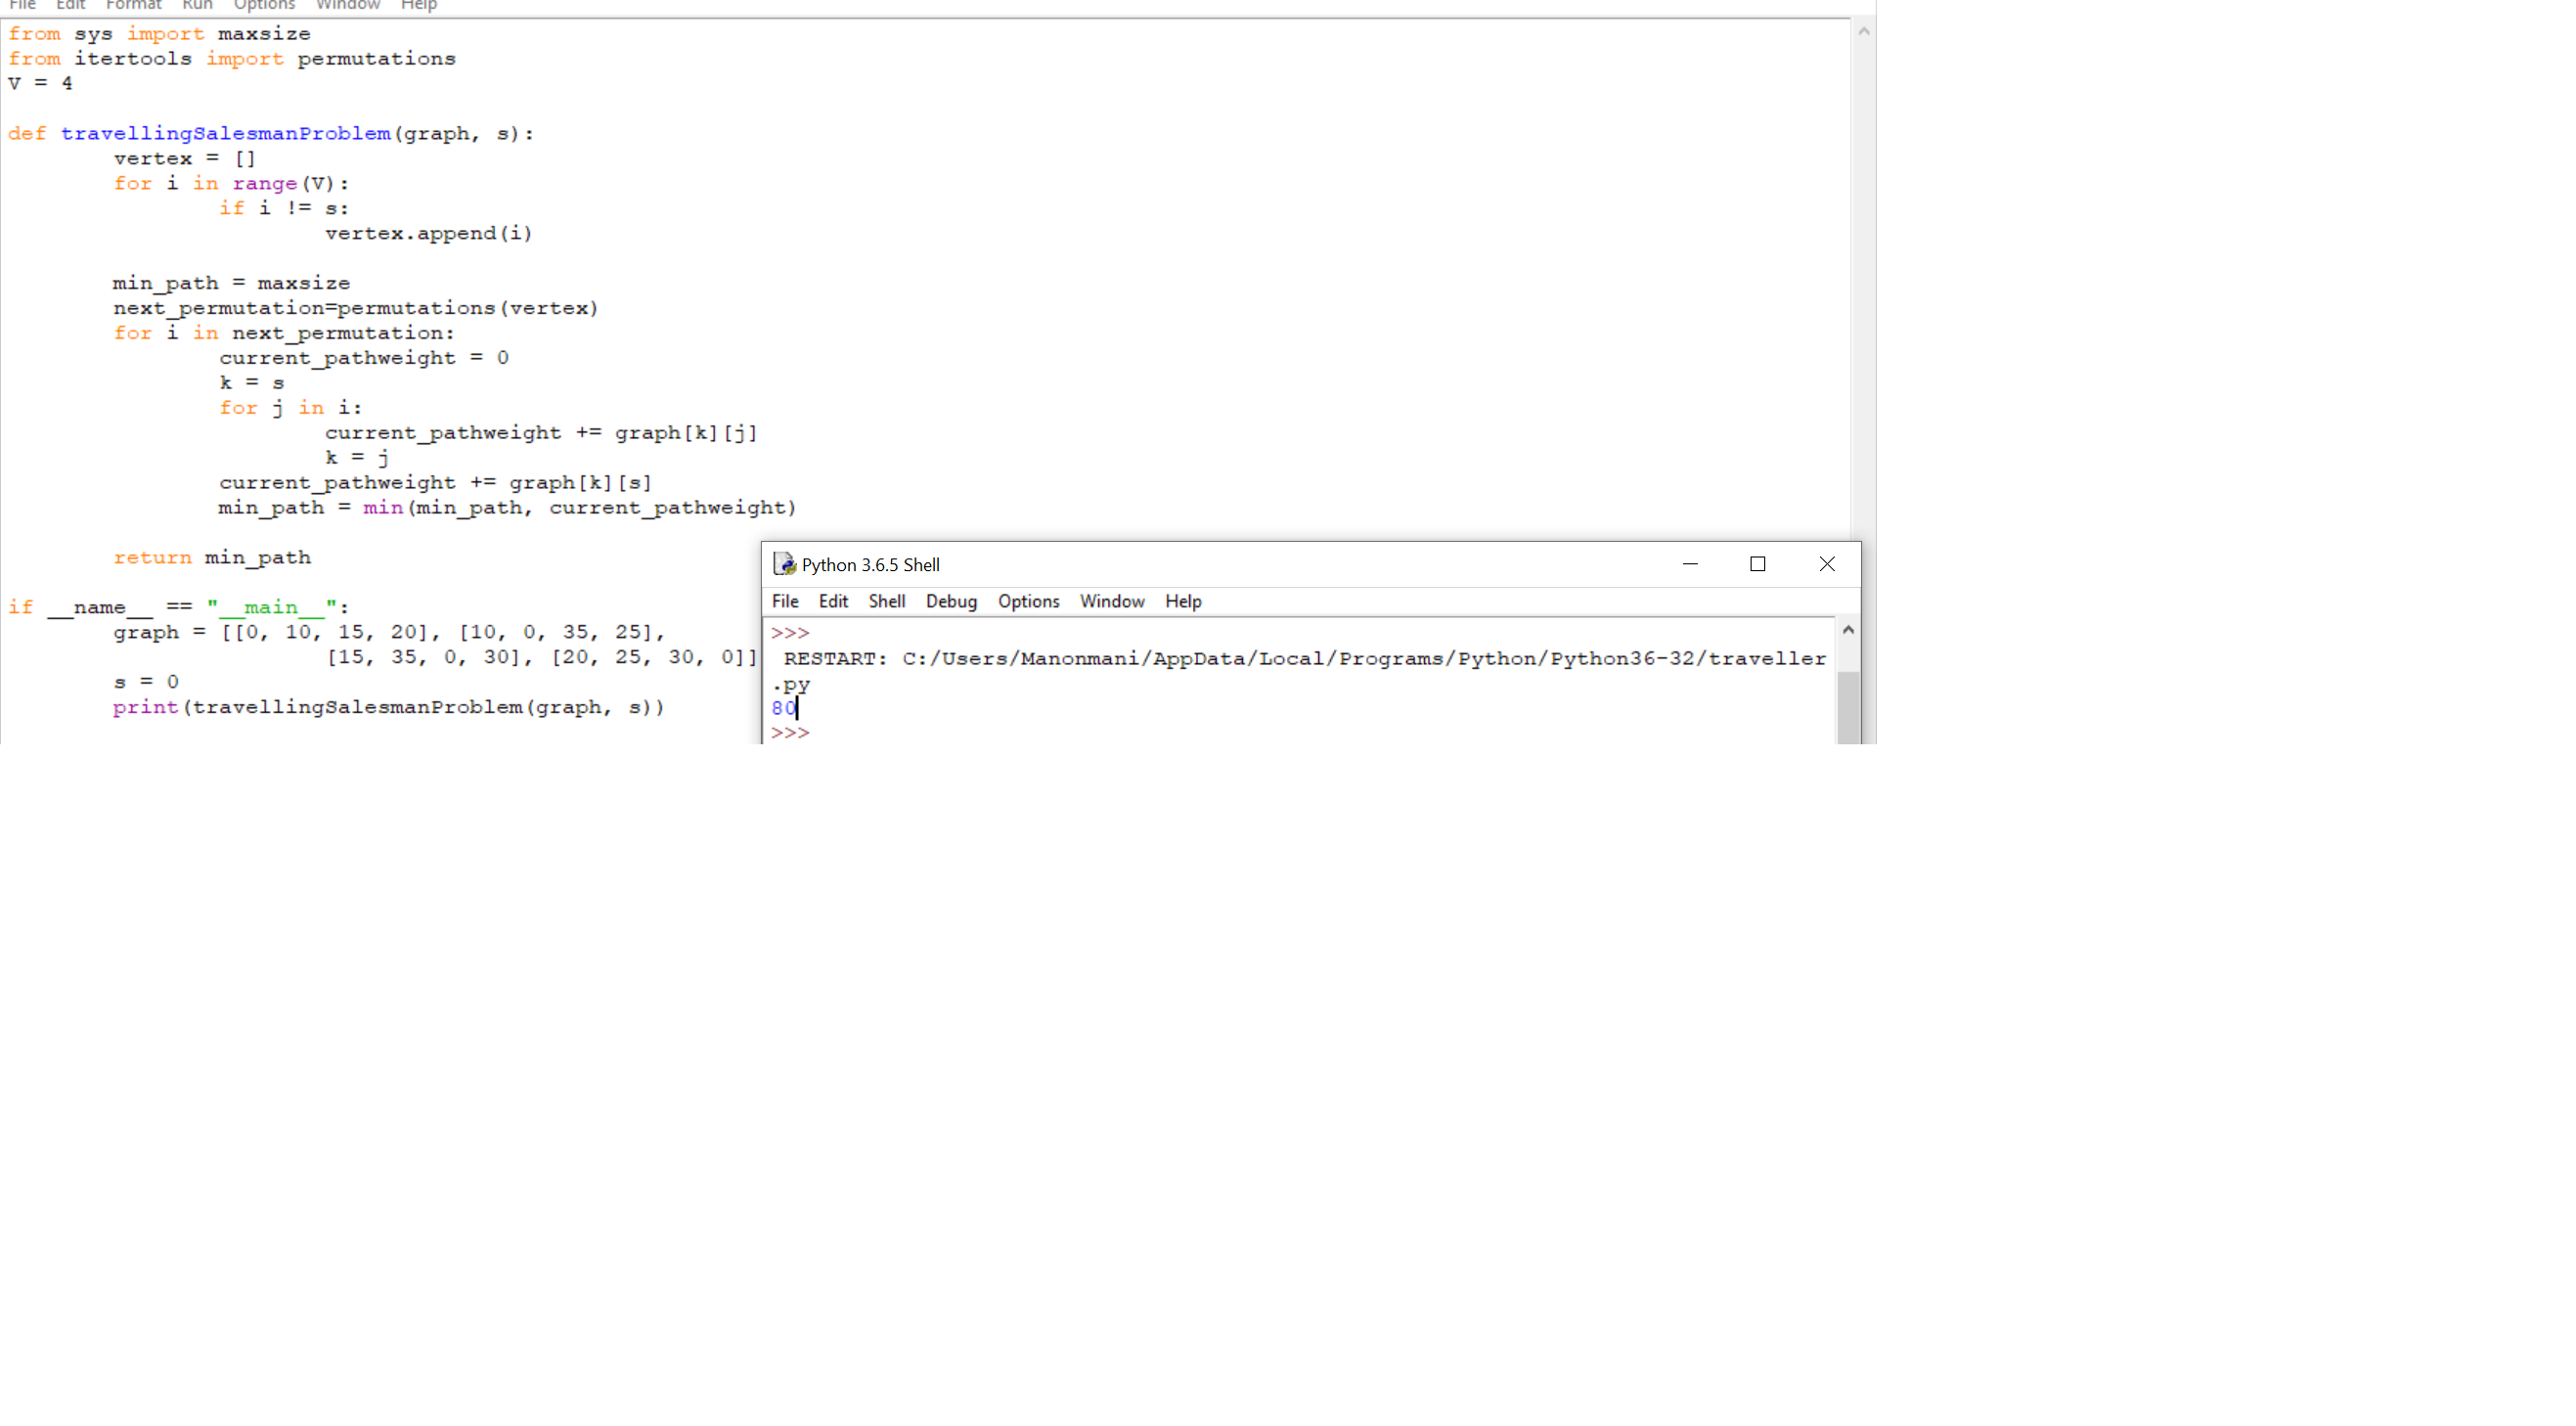 File Edit Format Run Options Window Help
from sys import maxsize
from itertools import permutations
V = 4
def travellingSalesmanProblem(graph, s):
vertex = []
for i in range(V):
if i != s:
vertex.append(i)
min_path = maxsize
next_permutation=permutations(vertex)
for i in next_permutation:
current_pathweight = 0
k = s
for j in i:
current_pathweight += graph[k][j]
k = j
current_pathweight += graph[k][s]
min_path = min(min_path, current_pathweight)
return min_path
if __name__ == "__main__":
graph = [[0, 10, 15, 20], [10, 0, 35, 25],
[15, 35, 0, 30], [20, 25, 30, 0]]
s = 0
print(travellingSalesmanProblem(graph, s))
Python 3.6.5 Shell
File Edit Shell Debug Options Window Help
>>>
RESTART: C:/Users/Manonmani/AppData/Local/Programs/Python/Python36-32/traveller
.py
80
>>>